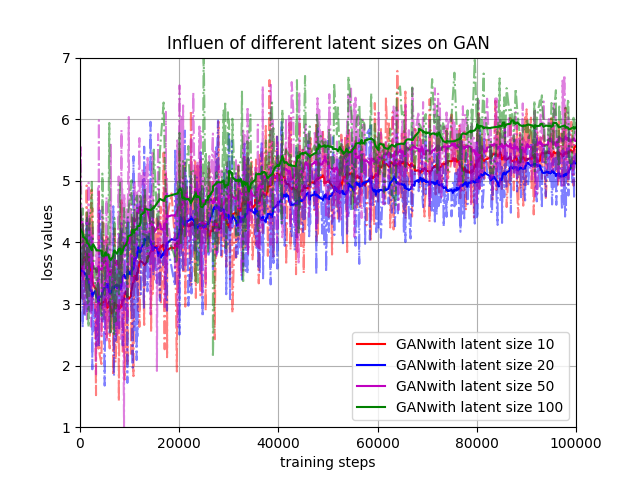 Influen of different latent sizes on GAN
loss values
7
6
5
4
3
2
1
GANwith latent size 10
GANwith latent size 20
GANwith latent size 50
GANwith latent size 100
0 20000 40000 60000 80000 100000
training steps